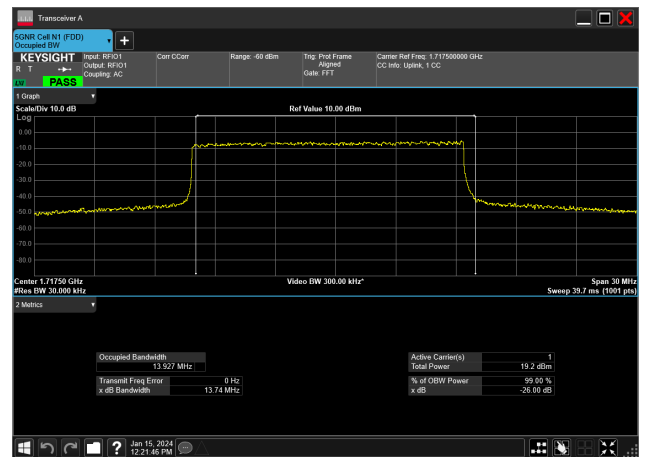 Transceiver A
5GNR Cell N1 (FDD)
Occupied BW
+
KEYSIGHT
R T
LW
PASS
Input: RFIO1
Output: RFIO1
Coupling: AC
Corr CCorr
Range: -60 dBm
Trig: Prot Frame
Aligned
Gate: FFT
Carrier Ref Freq: 1.717500000 GHz
CC Info: Uplink, 1 CC
1 Graph
Scale/Div 10.0 dB
Ref Value 10.00 dBm
Log
0.00
-10.0
-20.0
-30.0
-40.0
-50.0
-60.0
-70.0
-80.0
Center 1.71750 GHz
#Res BW 30.000 kHz
Video BW 300.00 kHz*
Span 30 MHz
Sweep 39.7 ms (1001 pts)
2 Metrics
Occupied Bandwidth
13.927 MHz
Transmit Freq Error 0 Hz
x dB Bandwidth 13.74 MHz
Active Carrier(s) 1
Total Power 19.2 dBm
% of OBW Power 99.00 %
x dB -26.00 dB
?
Jan 15, 2024
12:21:46 PM